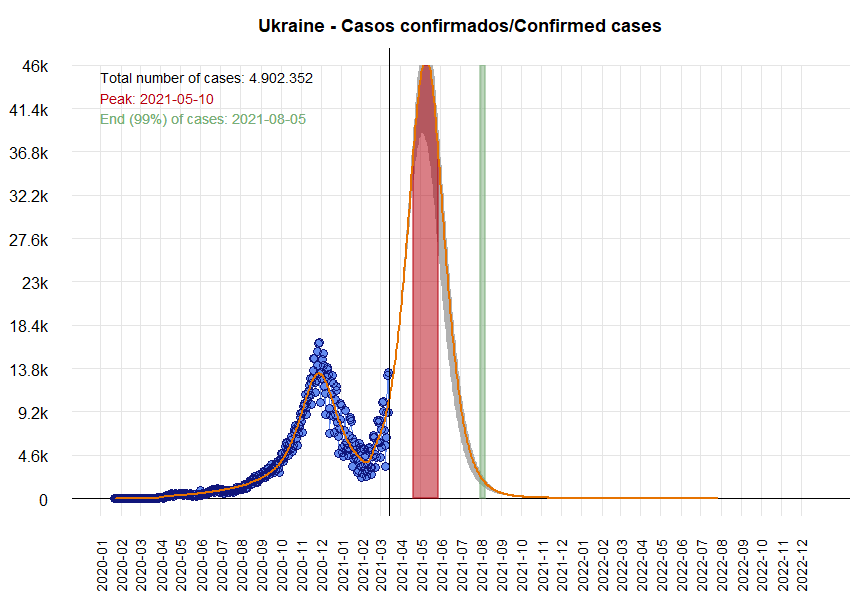 Ukraine - Casos confirmados/Confirmed cases
Total number of cases: 4.902.352
Peak: 2021-05-10
End (99%) of cases: 2021-08-05
46k
41.4k
36.8k
32.2k
27.6k
23k
18.4k
13.8k
9.2k
4.6k
0
2020-01
2020-02
2020-03
2020-04
2020-05
2020-06
2020-07
2020-08
2020-09
2020-10
2020-11
2020-12
2021-01
2021-02
2021-03
2021-04
2021-05
2021-06
2021-07
2021-08
2021-09
2021-10
2021-11
2021-12
2022-01
2022-02
2022-03
2022-04
2022-05
2022-06
2022-07
2022-08
2022-09
2022-10
2022-11
2022-12